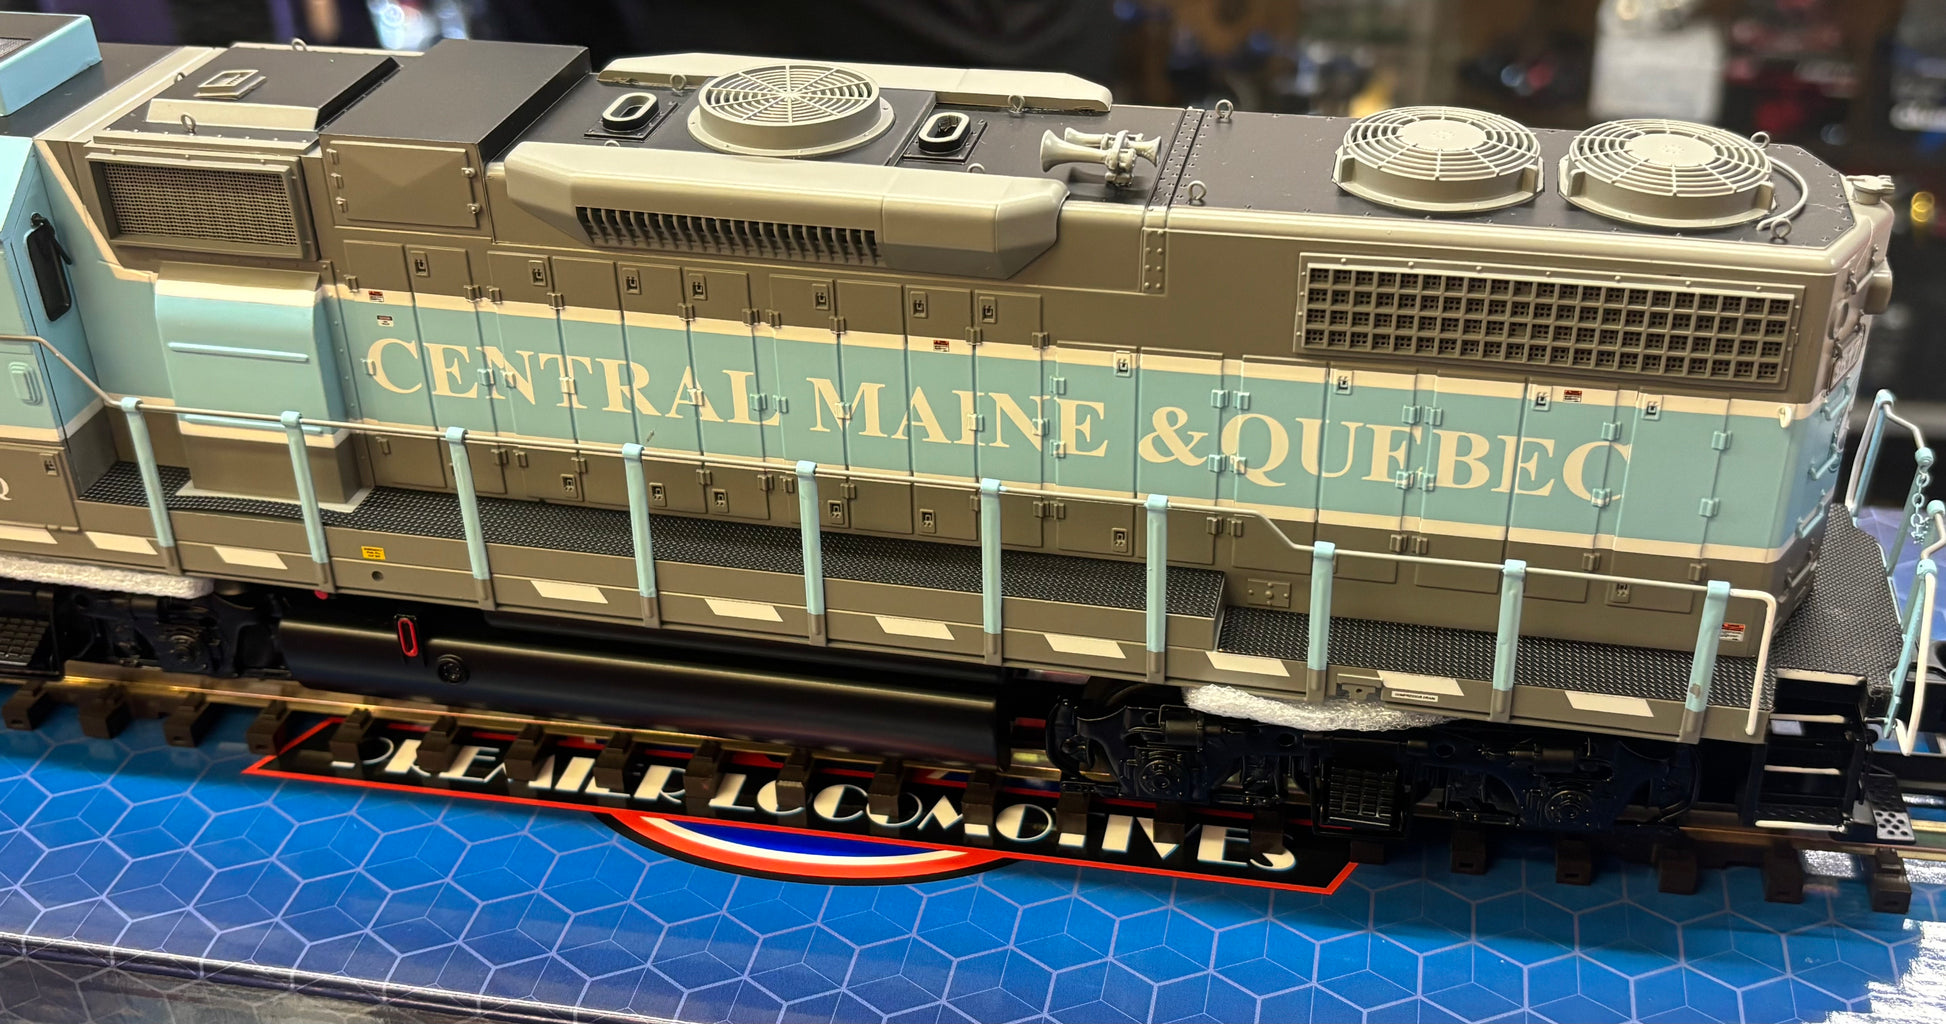 CENTRAL MAINE &QUEBEC
Q
PREMIER LOCOMOTIVES